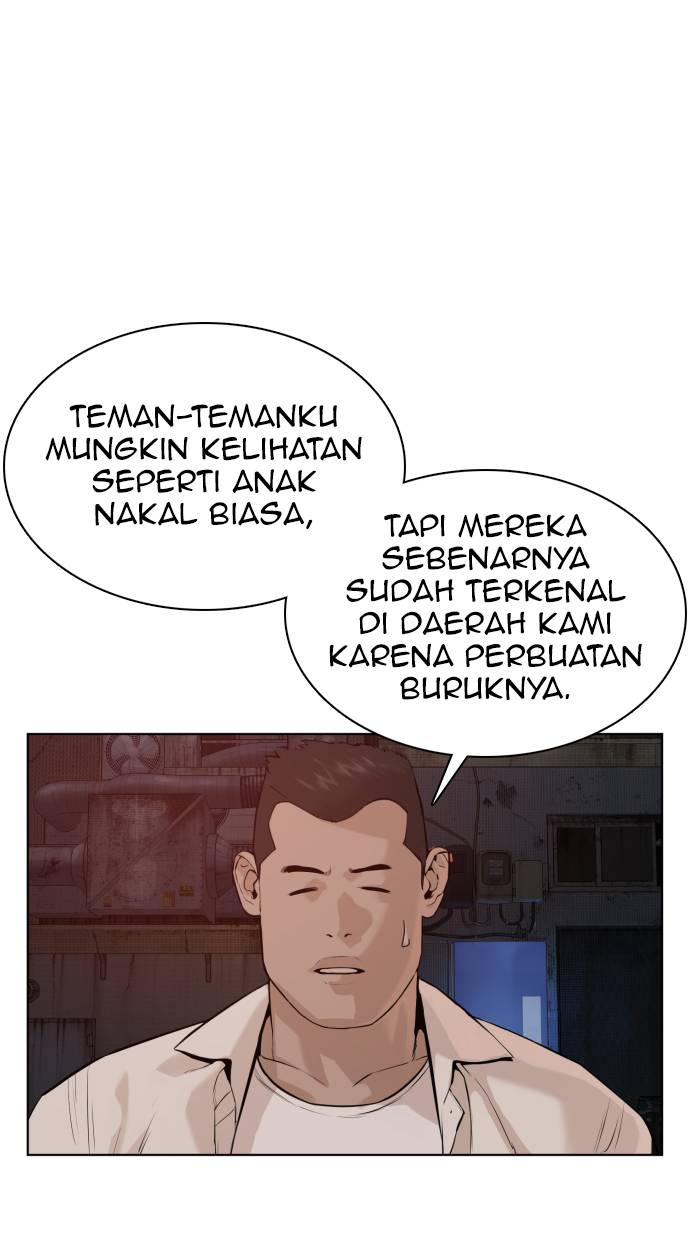 TEMAN-TEMANKU
MUNGKIN KELIHATAN
SEPERTI ANAK
NAKAL BIASA,
TAPI MEREKA
SEBENARNYA
SUDAH TERKENAL
DI DAERAH KAMI
KARENA PERBUATAN
BURUKNYA.